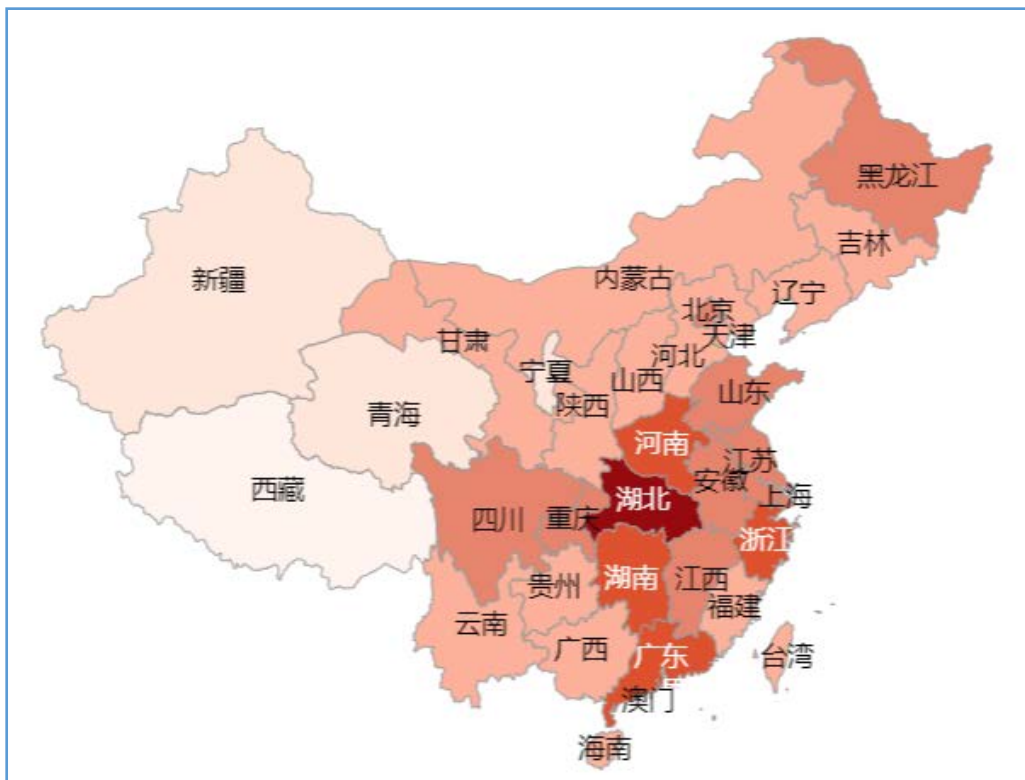 黑龙江
吉林
新疆
内蒙古
辽宁
北京
天津
甘肃
河北
宁夏
山西
山东
陕西
青海
河南
江苏
安徽
西藏
湖北
上海
四川
重庆
浙江
湖南
江西
贵州
福建
云南
广西
广东
台湾
澳门
海南